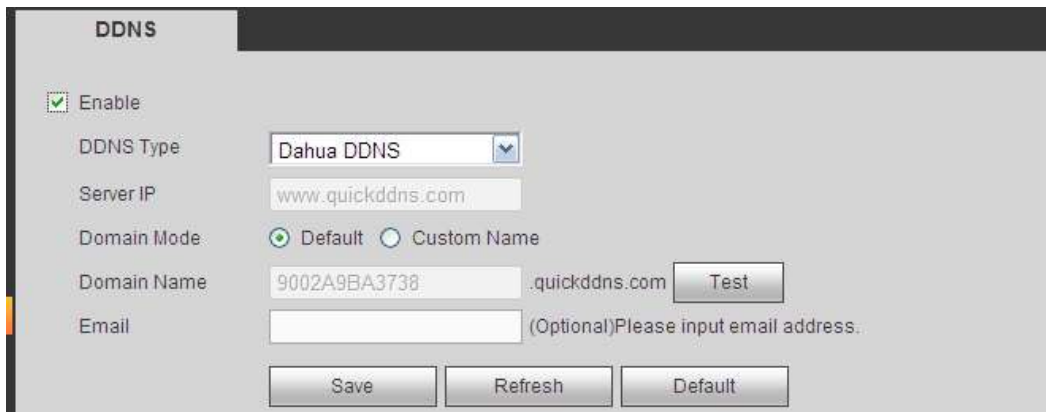 DDNS
Enable
DDNS Type Dahua DDNS
Server IP www.quickddns.com
Domain Mode Default Custom Name
Domain Name 9002A9BA3738 .quickddns.com Test
Email (Optional)Please input email address.
Save Refresh Default